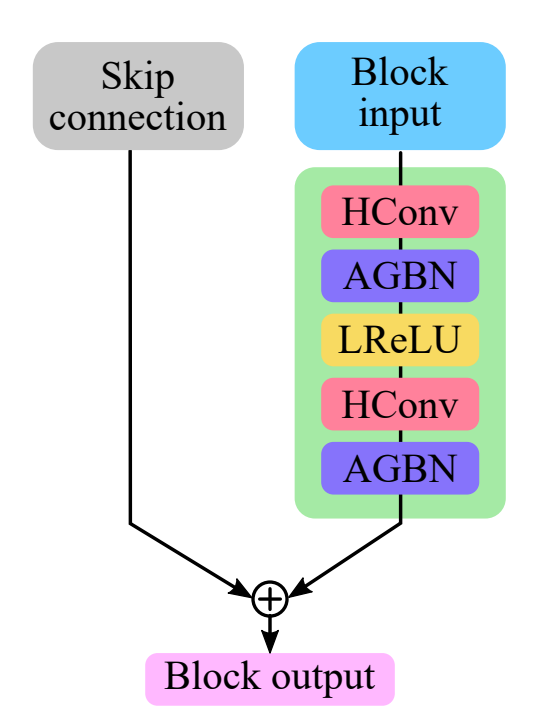 Skip
connection
Block
input
HConv
AGBN
LReLU
HConv
AGBN
Block output